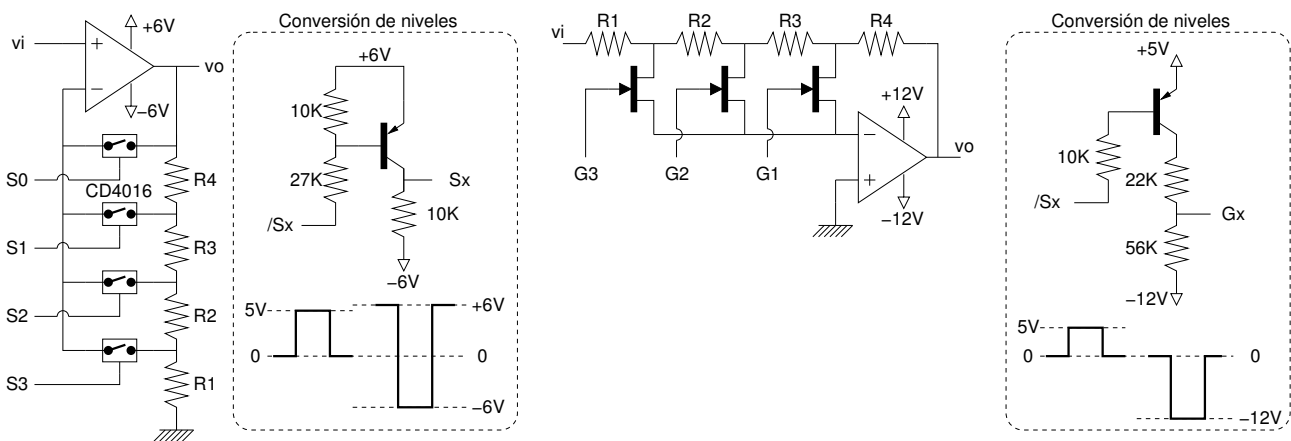 Conversión de niveles
+6V
vi
+
−
vo
−6V
S0
CD4016
R4
S1
R3
S2
R2
S3
R1
+6V
10K
27K
Sx
/Sx
10K
−6V
5V
+6V
0
0
−6V
vi
R1
R2
R3
R4
G3
G2
G1
+12V
−
+
vo
−12V
Conversión de niveles
+5V
10K
22K
/Sx
Gx
56K
−12V
5V
0
0
−12V